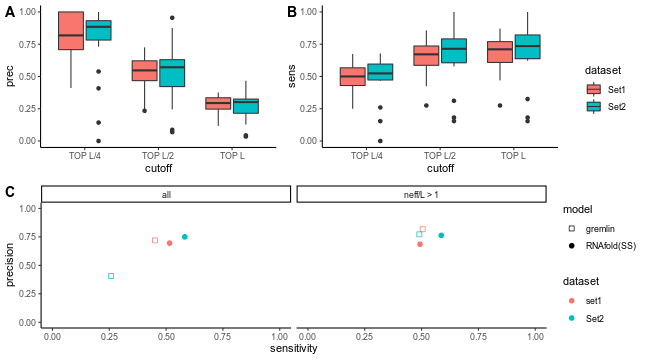 A
prec
1.00
0.75
0.50
0.25
0.00
TOP L/4 TOP L/2 TOP L
cutoff
B
sens
1.00
0.75
0.50
0.25
0.00
TOP L/4 TOP L/2 TOP L
cutoff
dataset
Set1
Set2
C
all
neff/L > 1
precision
1.00
0.75
0.50
0.25
0.00
0.00 0.25 0.50 0.75 1.00
0.00 0.25 0.50 0.75 1.00
sensitivity
model
gremlin
RNAfold(SS)
dataset
set1
Set2